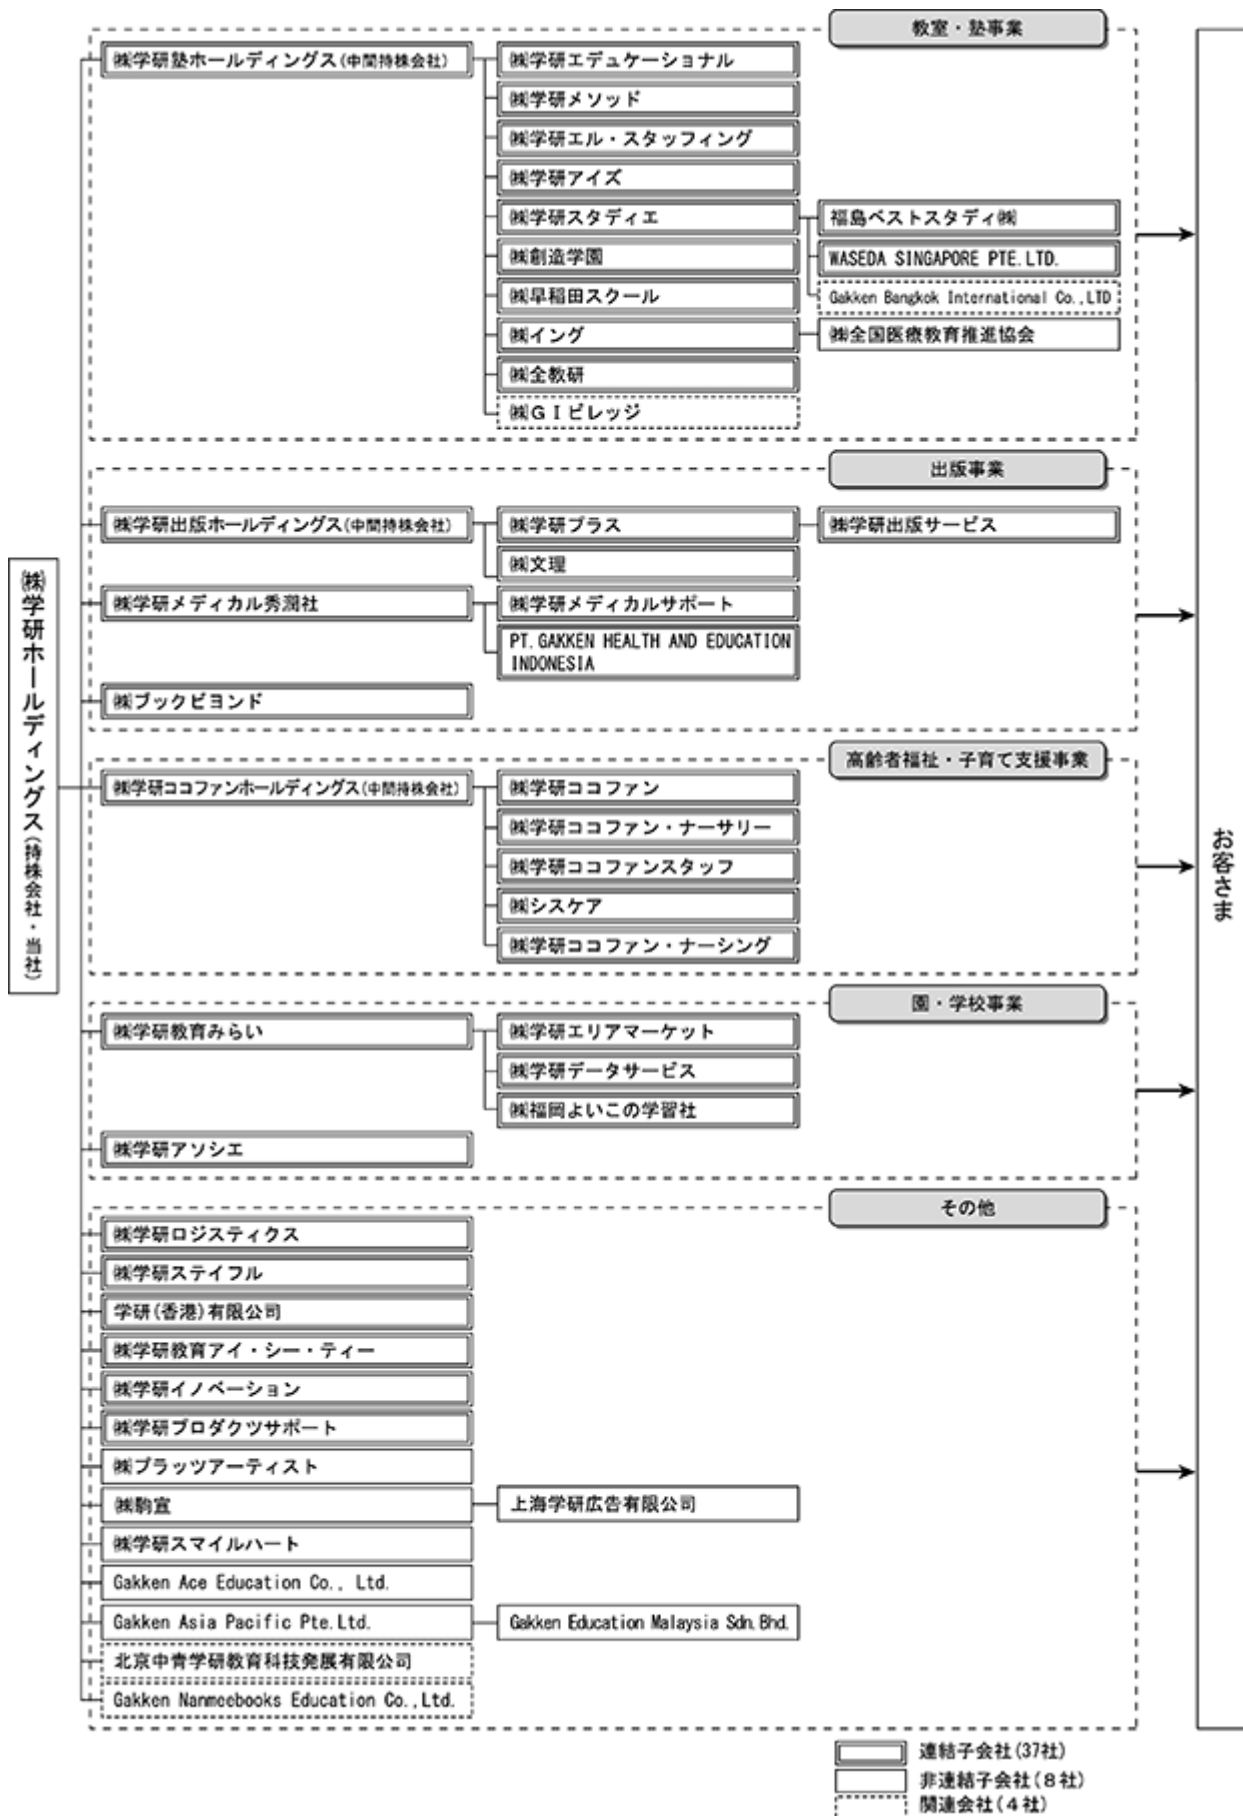 教室・塾事業
㈱学研塾ホールディングス(中間持株会社)
㈱学研エデュケーショナル
㈱学研メソッド
㈱学研エル・スタッフィング
㈱学研アイズ
㈱学研スタディエ
福島ベストスタディ㈱
WASEDA SINGAPORE PTE.LTD.
Gakken Bangkok International Co.,LTD
㈱創造学園
㈱早稲田スクール
㈱イング
㈱全国医療教育推進協会
㈱全教研
㈱GIビレッジ
出版事業
㈱学研出版ホールディングス(中間持株会社)
㈱学研プラス
㈱学研出版サービス
㈱文理
㈱学研メディカル秀潤社
㈱学研メディカルサポート
PT.GAKKEN HEALTH AND EDUCATION
INDONESIA
㈱ブックビヨンド
㈱学研ホールディングス(持株会社・当社)
高齢者福祉・子育て支援事業
㈱学研ココファンホールディングス(中間持株会社)
㈱学研ココファン
㈱学研ココファン・ナーサリー
㈱学研ココファンスタッフ
㈱シスケア
㈱学研ココファン・ナーシング
お客さま
園・学校事業
㈱学研教育みらい
㈱学研エリアマーケット
㈱学研データサービス
㈱福岡よいこの学習社
㈱学研アソシエ
その他
㈱学研ロジスティクス
㈱学研ステイフル
学研(香港)有限公司
㈱学研教育アイ・シー・ティー
㈱学研イノベーション
㈱学研プロダクツサポート
㈱ブラッツアーティスト
㈱駒宣
上海学研広告有限公司
㈱学研スマイルハート
Gakken Ace Education Co., Ltd.
Gakken Asia Pacific Pte.Ltd.
Gakken Education Malaysia Sdn.Bhd.
北京中青学研教育科技発展有限公司
Gakken Nanmeebooks Education Co.,Ltd.
連結子会社(37社)
非連結子会社(8社)
関連会社(4社)